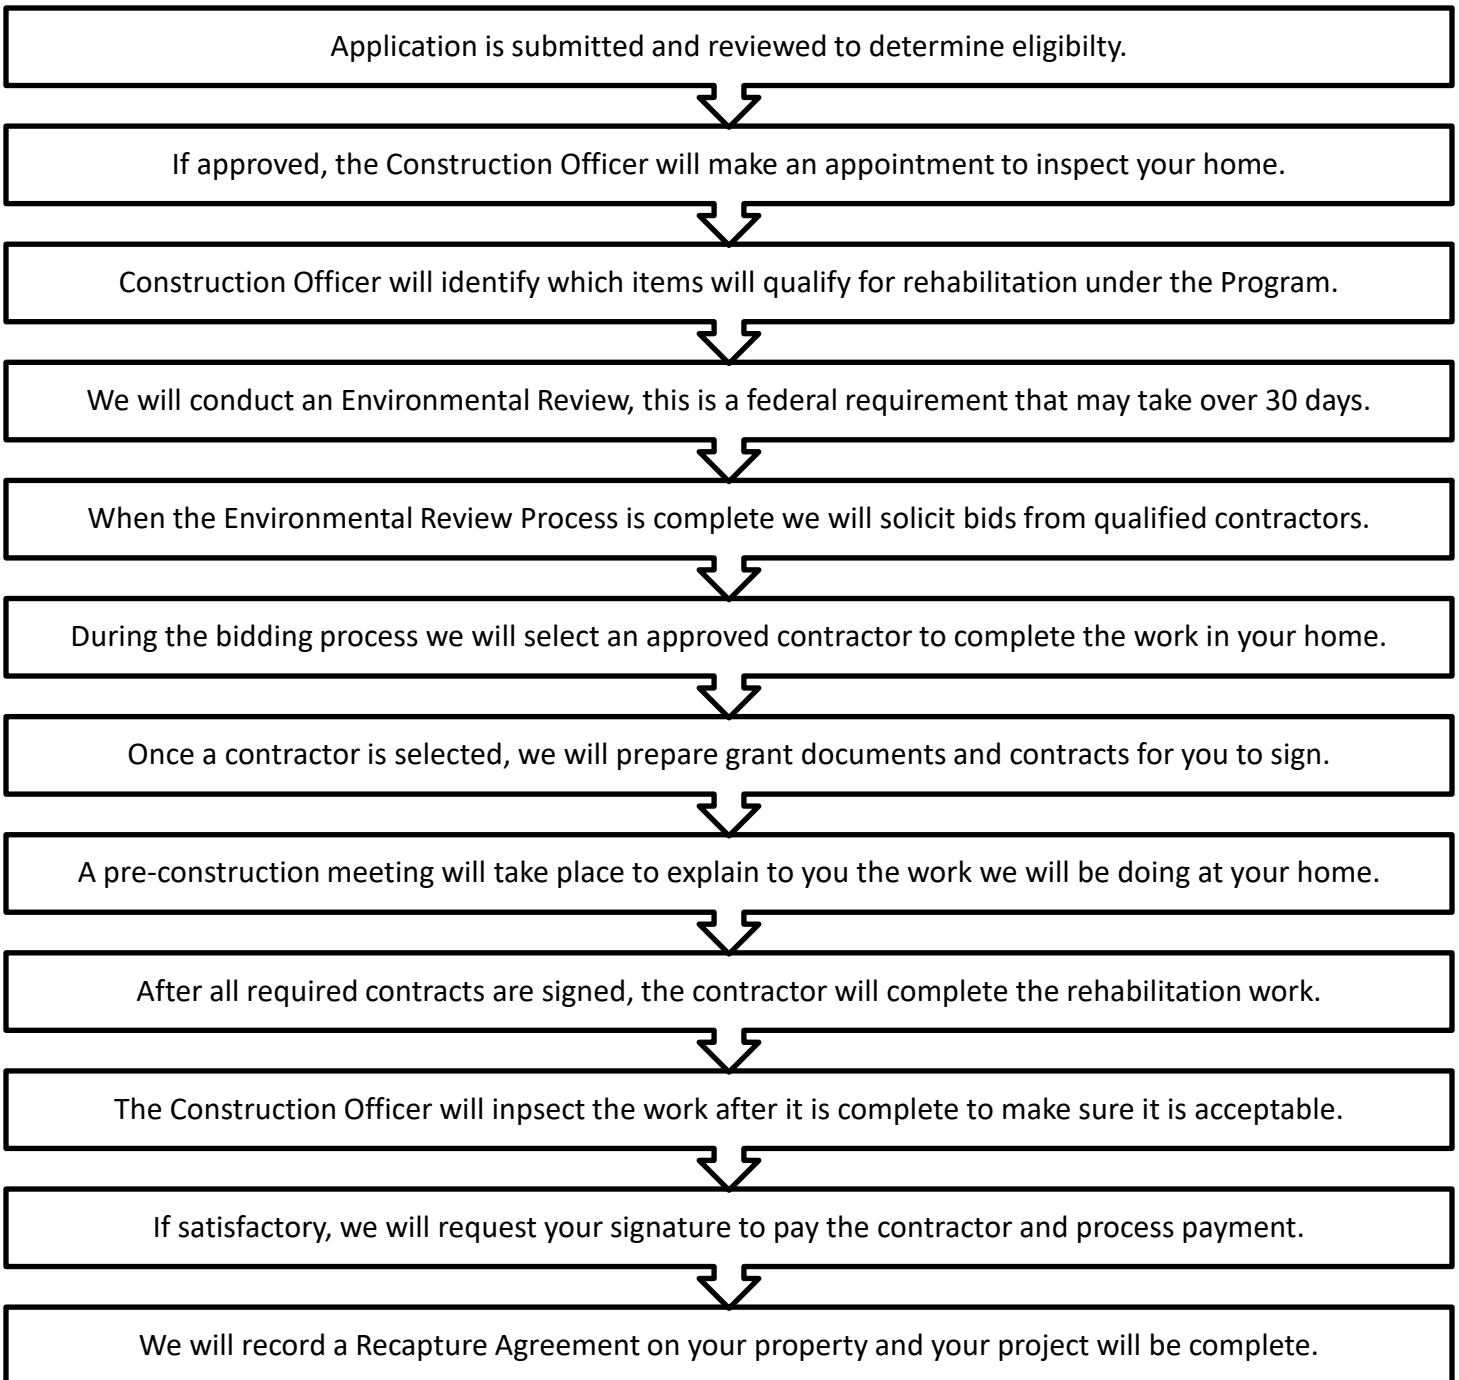 Application is submitted and reviewed to determine eligibilty.
If approved, the Construction Officer will make an appointment to inspect your home.
Construction Officer will identify which items will qualify for rehabilitation under the Program.
We will conduct an Environmental Review, this is a federal requirement that may take over 30 days.
When the Environmental Review Process is complete we will solicit bids from qualified contractors.
During the bidding process we will select an approved contractor to complete the work in your home.
Once a contractor is selected, we will prepare grant documents and contracts for you to sign.
A pre-construction meeting will take place to explain to you the work we will be doing at your home.
After all required contracts are signed, the contractor will complete the rehabilitation work.
The Construction Officer will inpsect the work after it is complete to make sure it is acceptable.
If satisfactory, we will request your signature to pay the contractor and process payment.
We will record a Recapture Agreement on your property and your project will be complete.